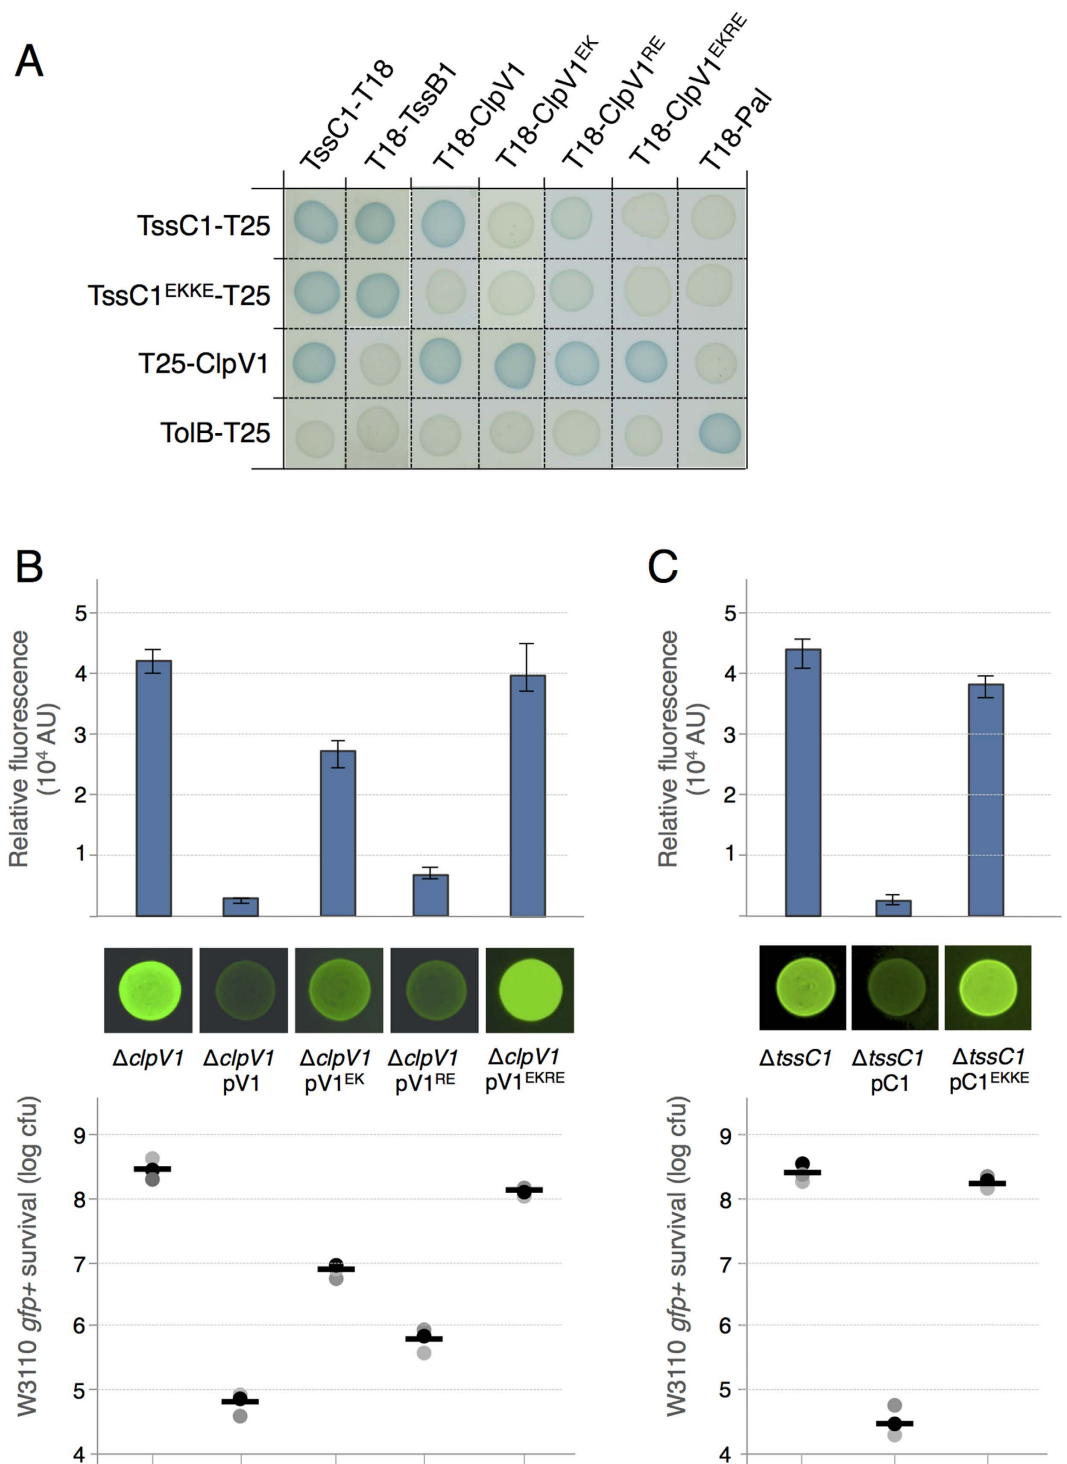 A
TssC1-T18
T18-TssB1
T18-ClpV1
T18-ClpV1EK
T18-ClpV1RE
T18-ClpV1EKRE
T18-Pal
TssC1-T25
TssC1EKKE-T25
T25-ClpV1
TolB-T25
B
Relative fluorescence
(10⁴ AU)
5
4
3
2
1
ΔclpV1
ΔclpV1
pV1
ΔclpV1
pV1EK
ΔclpV1
pV1RE
ΔclpV1
pV1EKRE
W3110 gfp+ survival (log cfu)
9
8
7
6
5
4
C
Relative fluorescence
(10⁴ AU)
5
4
3
2
1
ΔtssC1
ΔtssC1
pC1
ΔtssC1
pC1EKKE
W3110 gfp+ survival (log cfu)
9
8
7
6
5
4